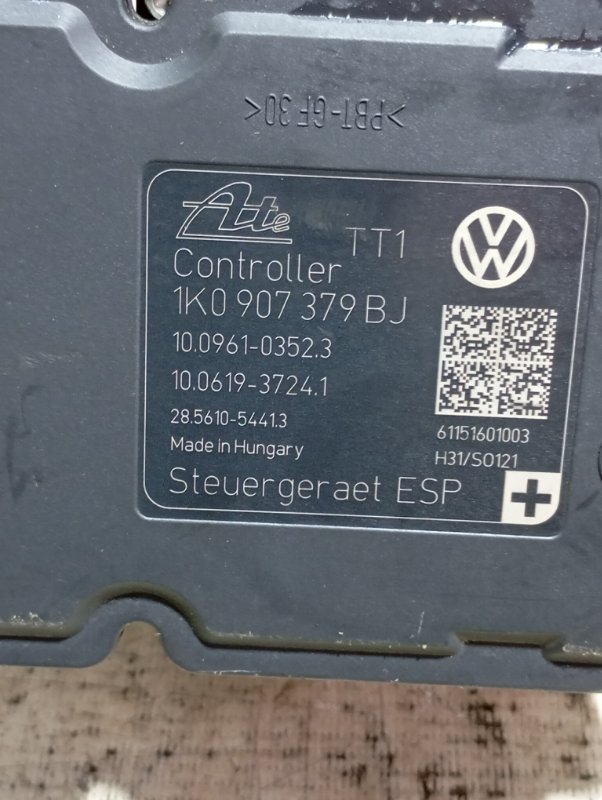 >PBT-GF30<
Ate
TT1
Controller
1K0 907 379 BJ
10.0961-0352.3
10.0619-3724.1
28.5610-5441.3
61151601003
Made in Hungary
H31/S0121
Steuergeraet ESP